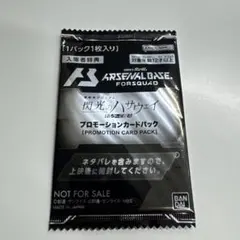 1パック1枚入り
入場者特典
ARSENAL BASE
FORSQUAD
閃光のハサウェイ
プロモーションカードパック
[PROMOTION CARD PACK]
ネタバレを含みますので、
上映後に開封してください。
NOT FOR SALE
MADE IN JAPAN
BANDAI